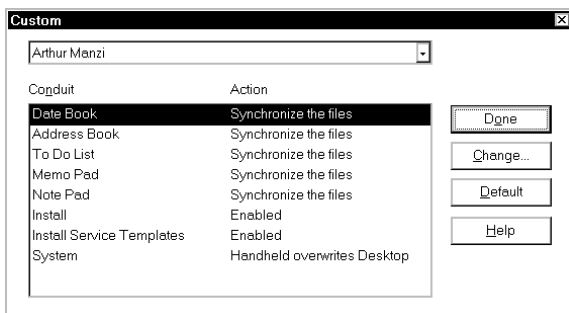 Custom
Arthur Manzi
Conduit Action
Date Book Synchronize the files
Address Book Synchronize the files
To Do List Synchronize the files
Memo Pad Synchronize the files
Note Pad Synchronize the files
Install Enabled
Install Service Templates Enabled
System Handheld overwrites Desktop
Done
Change...
Default
Help